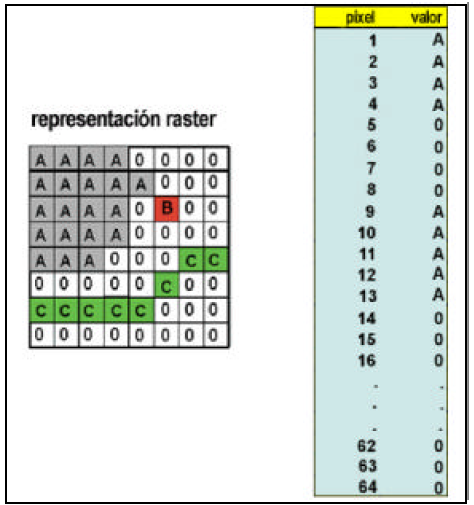 representación raster
A A A A 0 0 0 0
A A A A A 0 0 0
A A A A 0 B 0 0
A A A A 0 0 0 0
A A A 0 0 0 C C
0 0 0 0 0 C 0 0
C C C C C 0 0 0
0 0 0 0 0 0 0 0
pixel valor
1 A
2 A
3 A
4 A
5 0
6 0
7 0
8 0
9 A
10 A
11 A
12 A
13 A
14 0
15 0
16 0
. .
. .
. .
62 0
63 0
64 0